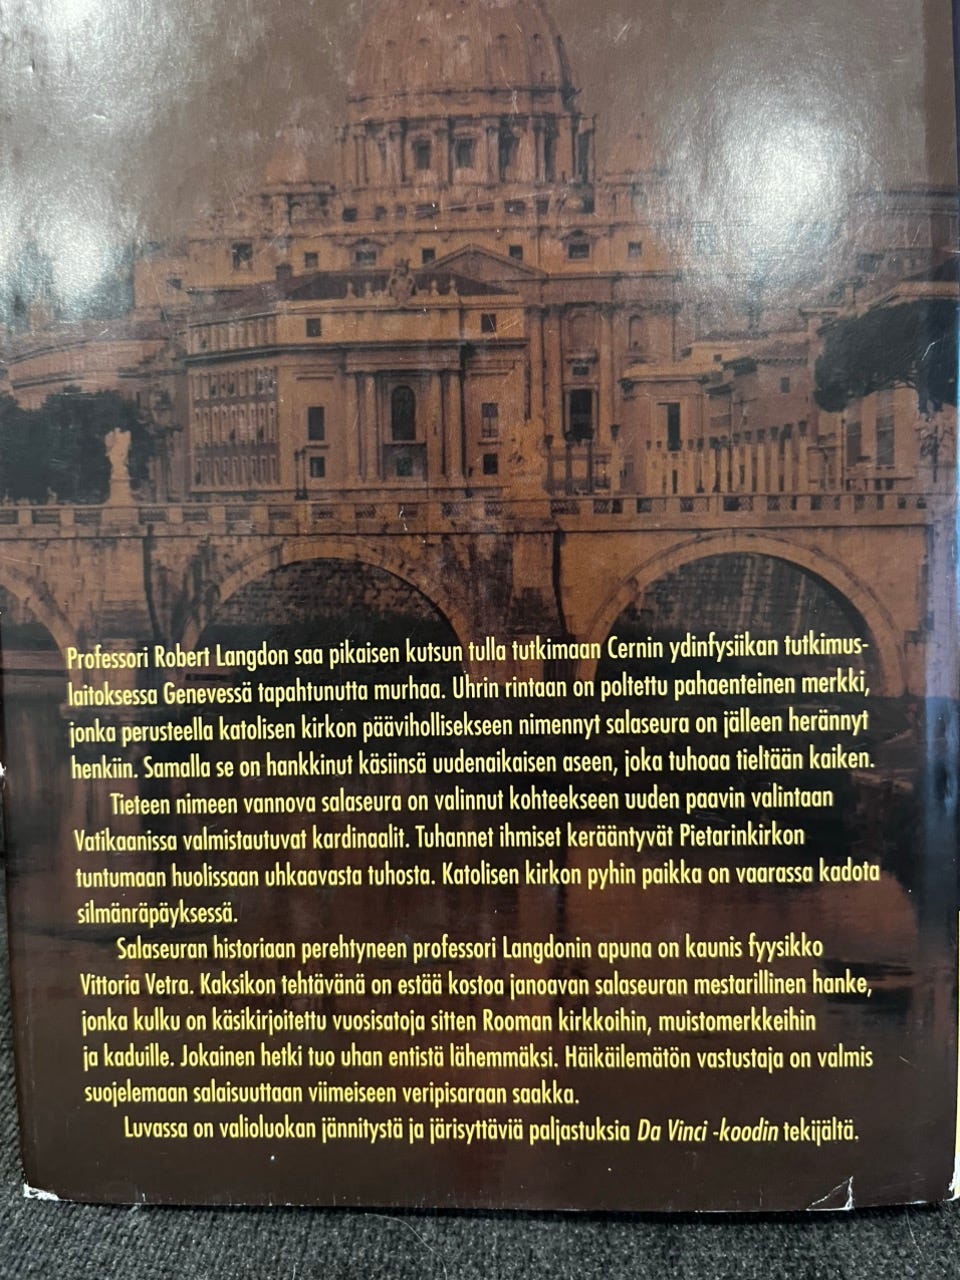 Professori Robert Langdon saa pikaisen kutsun tulla tutkimaan Cernin ydinfysiikan tutkimus-
laitoksessa Genevessä tapahtunutta murhaa. Uhrin rintaan on poltettu pahaenteinen merkki,
jonka perusteella katolisen kirkon päävihollisekseen nimennyt salaseura on jälleen herännyt
henkiin. Samalla se on hankkinut käsiinsä uudenaikaisen aseen, joka tuhoaa tieltään kaiken.
Tieteen nimeen vannova salaseura on valinnut kohteekseen uuden paavin valintaan
Vatikaanissa valmistautuvat kardinaalit. Tuhannet ihmiset kerääntyvät Pietarinkirkon
tuntumaan huolissaan uhkaavasta tuhosta. Katolisen kirkon pyhin paikka on vaarassa kadota
silmänräpäyksessä.
Salaseuran historiaan perehtyneen professori Langdonin apuna on kaunis fyysikko
Vittoria Vetra. Kaksikon tehtävänä on estää kostoa janoavan salaseuran mestarillinen hanke,
jonka kulku on käsikirjoitettu vuosisatoja sitten Rooman kirkkoihin, muistomerkkeihin
ja kaduille. Jokainen hetki tuo uhan entistä lähemmäksi. Häikäilemätön vastustaja on valmis
suojelemaan salaisuuttaan viimeiseen veripisaraan saakka.
Luvassa on valioluokan jännitystä ja järisyttäviä paljastuksia Da Vinci -koodin tekijältä.